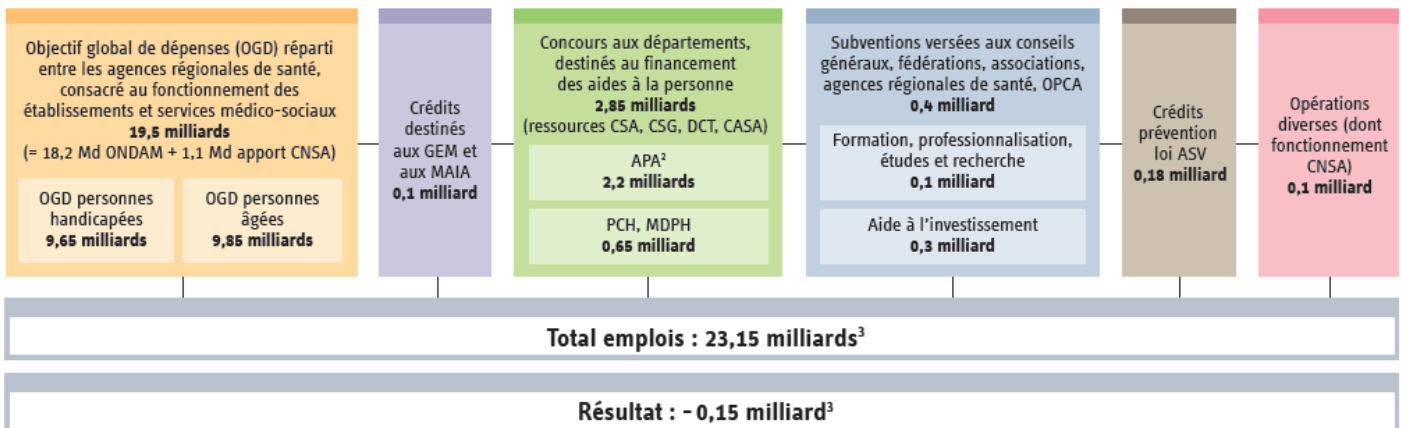 Objectif global de dépenses (OGD) réparti
entre les agences régionales de santé,
consacré au fonctionnement des
établissements et services médico-sociaux
19,5 milliards
(= 18,2 Md ONDAM + 1,1 Md apport CNSA)
OGD personnes
handicapées
9,65 milliards
OGD personnes
âgées
9,85 milliards
Crédits
destinés
aux GEM et
aux MAIA
0,1 milliard
Concours aux départements,
destinés au financement
des aides à la personne
2,85 milliards
(ressources CSA, CSG, DCT, CASA)
APA²
2,2 milliards
PCH, MDPH
0,65 milliard
Subventions versées aux conseils
généraux, fédérations, associations,
agences régionales de santé, OPCA
0,4 milliard
Formation, professionnalisation,
études et recherche
0,1 milliard
Aide à l'investissement
0,3 milliard
Crédits
prévention
loi ASV
0,18 milliard
Opérations
diverses (dont
fonctionnement
CNSA)
0,1 milliard
Total emplois : 23,15 milliards³
Résultat : - 0,15 milliard³